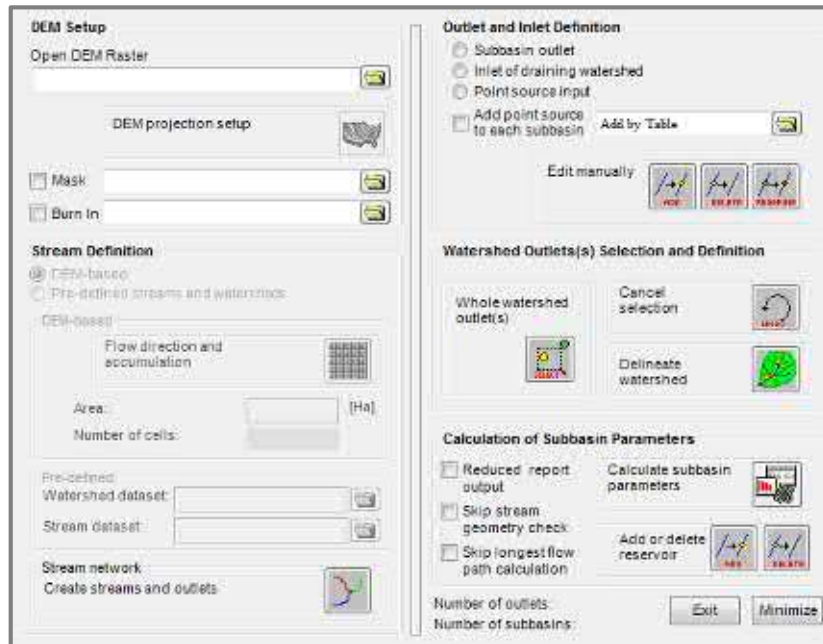 DEM Setup
Open DEM Raster
DEM projection setup
Mask
Burn In
Stream Definition
DEM-based
Pre-defined streams and watersheds
DEM-based
Flow direction and
accumulation
Area:
[Ha]
Number of cells:
Pre-defined
Watershed dataset:
Stream dataset:
Stream network
Create streams and outlets
Outlet and Inlet Definition
Subbasin outlet
Inlet of draining watershed
Point source input
Add point source
to each subbasin
Add by Table
Edit manually
ADD
DELETE
Watershed Outlets(s) Selection and Definition
Whole watershed
outlet(s)
SELECT
Cancel
selection
Delineate
watershed
Calculation of Subbasin Parameters
Reduced report
output
Skip stream
geometry check
Skip longest flow
path calculation
Calculate subbasin
parameters
Add or delete
reservoir
ADD
DELETE
Number of outlets:
Number of subbasins:
Exit
Minimize